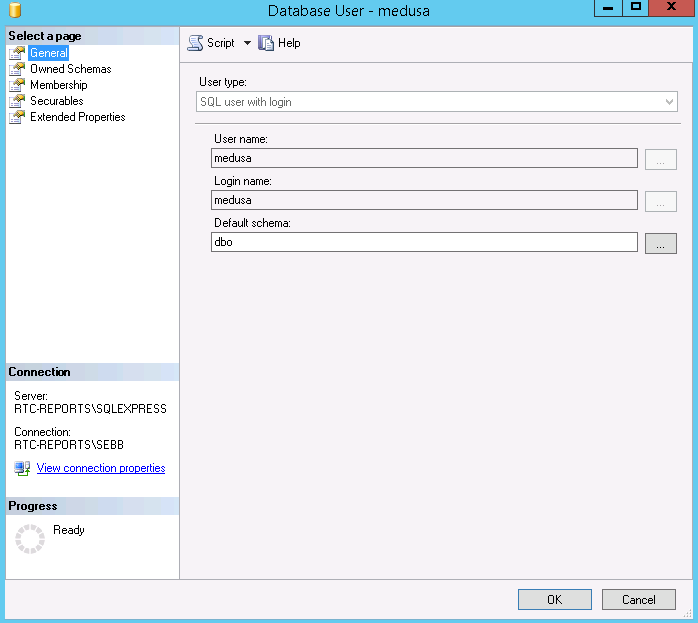 Database User - medusa
Select a page
General
Owned Schemas
Membership
Securables
Extended Properties
Script
Help
User type:
SQL user with login
User name:
medusa
...
Login name:
medusa
...
Default schema:
dbo
...
Connection
Server:
RTC-REPORTS\SQLEXPRESS
Connection:
RTC-REPORTS\SEBB
View connection properties
Progress
Ready
OK
Cancel